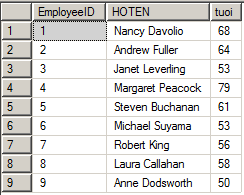 EmployeeID HOTEN tuoi
1 1 Nancy Davolio 68
2 2 Andrew Fuller 64
3 3 Janet Leverling 53
4 4 Margaret Peacock 79
5 5 Steven Buchanan 61
6 6 Michael Suyama 53
7 7 Robert King 56
8 8 Laura Callahan 58
9 9 Anne Dodsworth 50